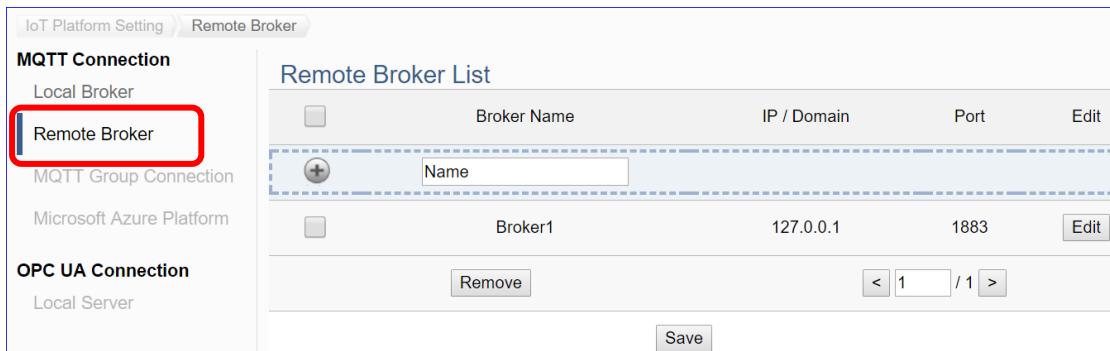 IoT Platform Setting Remote Broker
MQTT Connection
Local Broker
Remote Broker
MQTT Group Connection
Microsoft Azure Platform
OPC UA Connection
Local Server
Remote Broker List
Broker Name IP / Domain Port Edit
Name
Broker1 127.0.0.1 1883 Edit
Remove < 1 / 1 >
Save